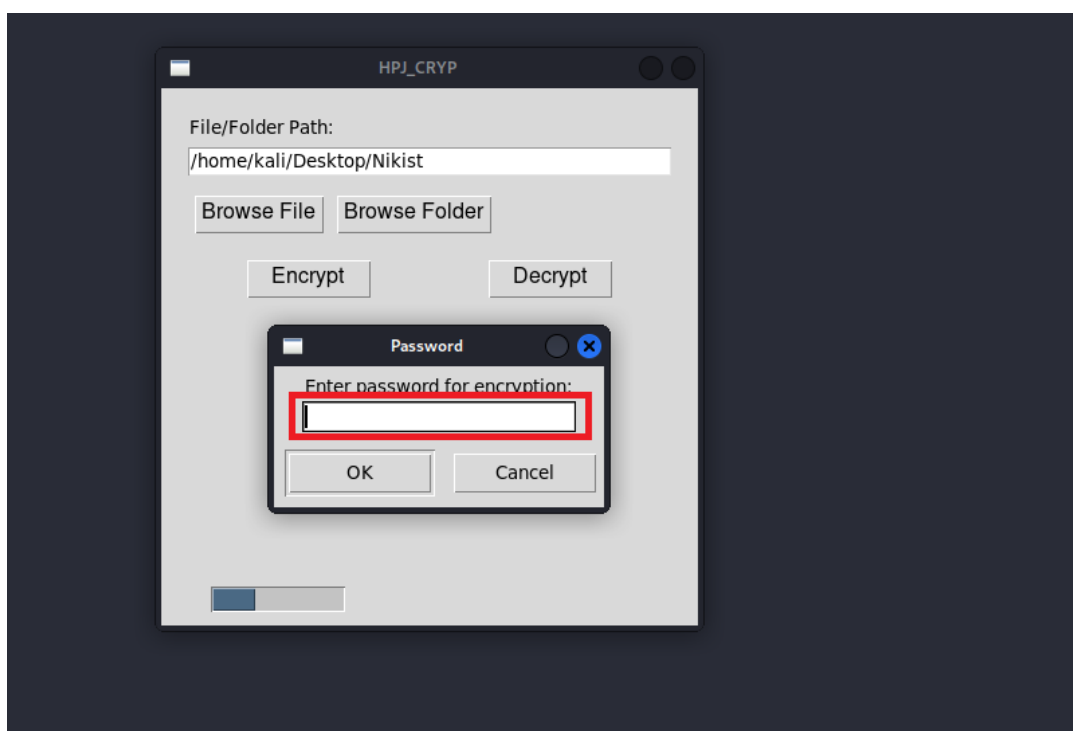 HPJ_CRYP
File/Folder Path:
/home/kali/Desktop/Nikist
Browse File Browse Folder
Encrypt Decrypt
Password
Enter password for encryption:
OK Cancel